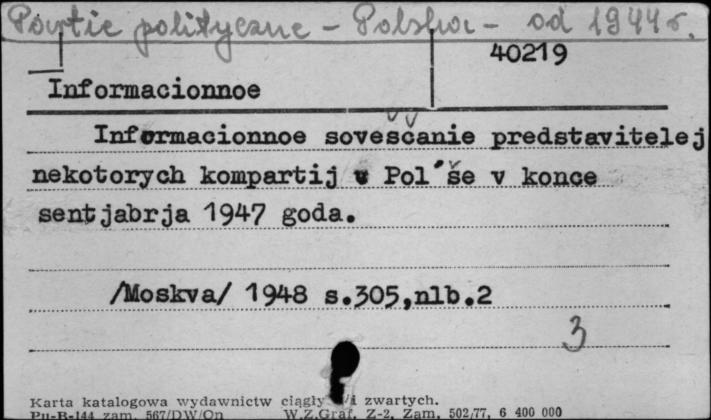 Partie polityczne - Polska - od 1944 r.
40219
Informacionnoe
Informacionnoe soveščanie predstavitelej
nekotorych kompartij v Pol´še v konce
sentjabrja 1947 goda.
/Moskva/ 1948 s.305,nlb.2
3
Karta katalogowa wydawnictw ciągły i zwartych.
Pu-B-144 zam. 567/DW/On W.Z.Graf. Z-2. Zam. 502/77, 6 400 000